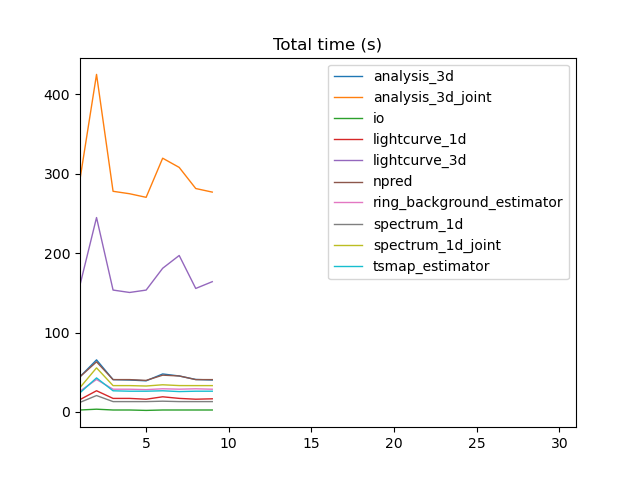 Total time (s)
400
300
200
100
0
5
10
15
20
25
30
analysis_3d
analysis_3d_joint
io
lightcurve_1d
lightcurve_3d
npred
ring_background_estimator
spectrum_1d
spectrum_1d_joint
tsmap_estimator